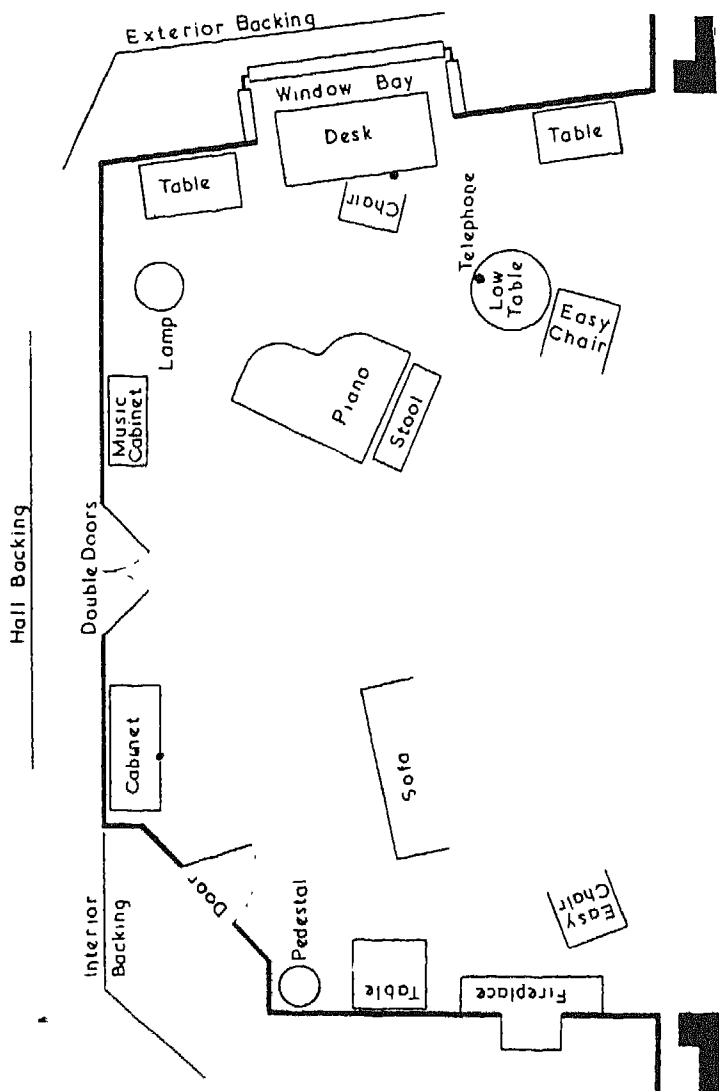 Exterior Backing
Window Bay
Desk
Table
Table
Chair
Telephone
Low
Table
Easy
Chair
Lamp
Piano
Stool
Music
Cabinet
Double Doors
Hall Backing
Cabinet
Sofa
Door
Interior
Backing
Pedestal
Easy
Chair
Table
Fireplace